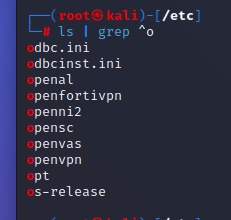 ┌──(root㉿kali)-[/etc]
└─# ls | grep ^o
odbc.ini
odbcinst.ini
openal
openfortivpn
openni2
opensc
openvas
openvpn
opt
os-release